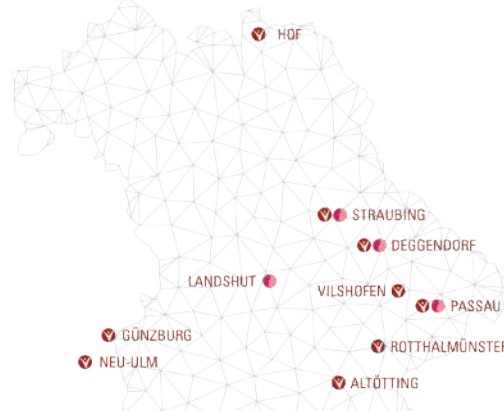 HOF
STRAUBING
DEGGENDORF
LANDSHUT
VILSHOFEN
PASSAU
GÜNZBURG
ROTTHALMÜNSTER
NEU-ULM
ALTÖTTING